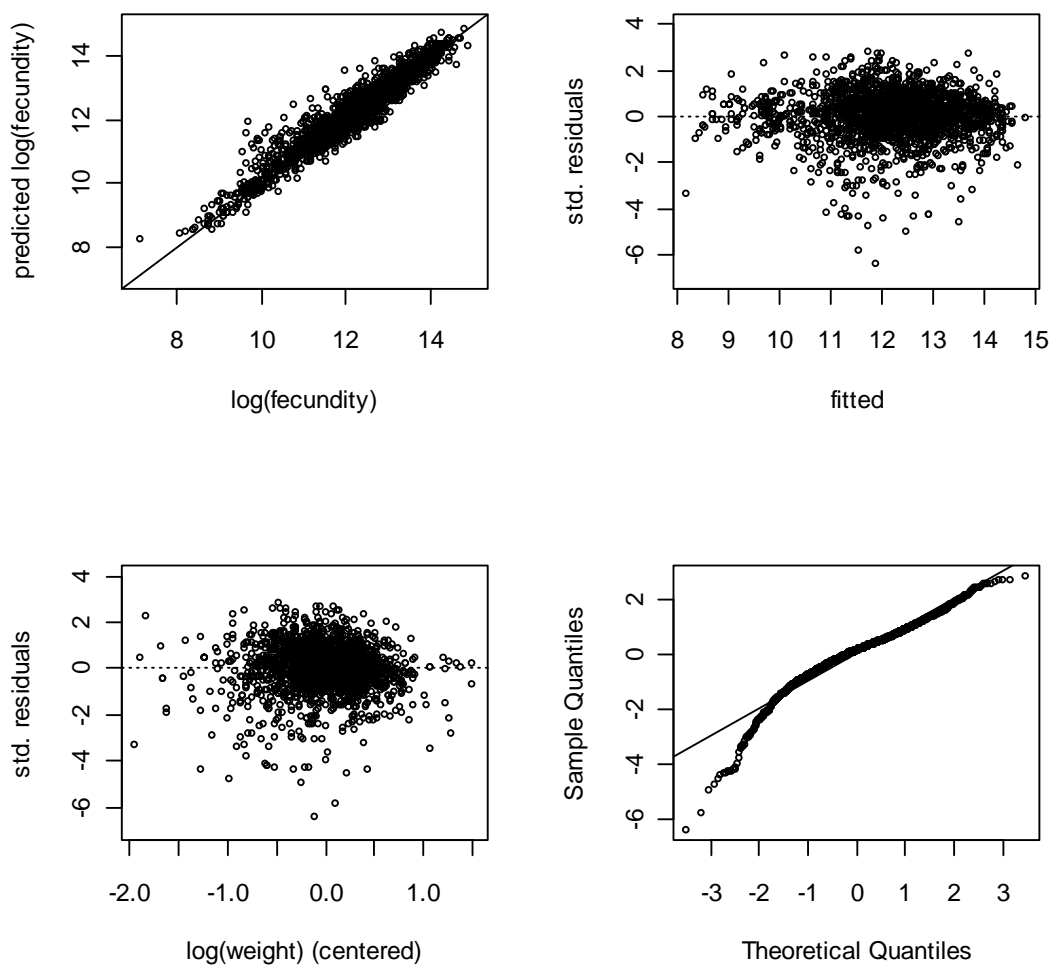 predicted log(fecundity)
14
12
10
8
8 10 12 14
log(fecundity)
std. residuals
4
2
0
-2
-4
-6
8 9 10 11 12 13 14 15
fitted
std. residuals
4
2
0
-2
-4
-6
-2.0 -1.0 0.0 1.0
log(weight) (centered)
Sample Quantiles
2
0
-2
-4
-6
-3 -2 -1 0 1 2 3
Theoretical Quantiles